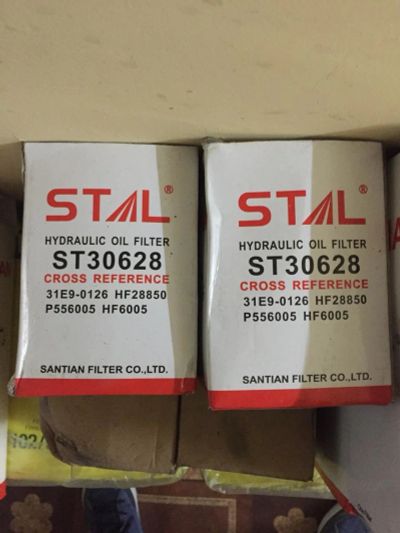 STAL®
HYDRAULIC OIL FILTER
ST30628
CROSS REFERENCE
31E9-0126 HF28850
P556005 HF6005
SANTIAN FILTER CO.,LTD.
STAL®
HYDRAULIC OIL FILTER
ST30628
CROSS REFERENCE
31E9-0126 HF28850
P556005 HF6005
SANTIAN FILTER CO.,LTD.